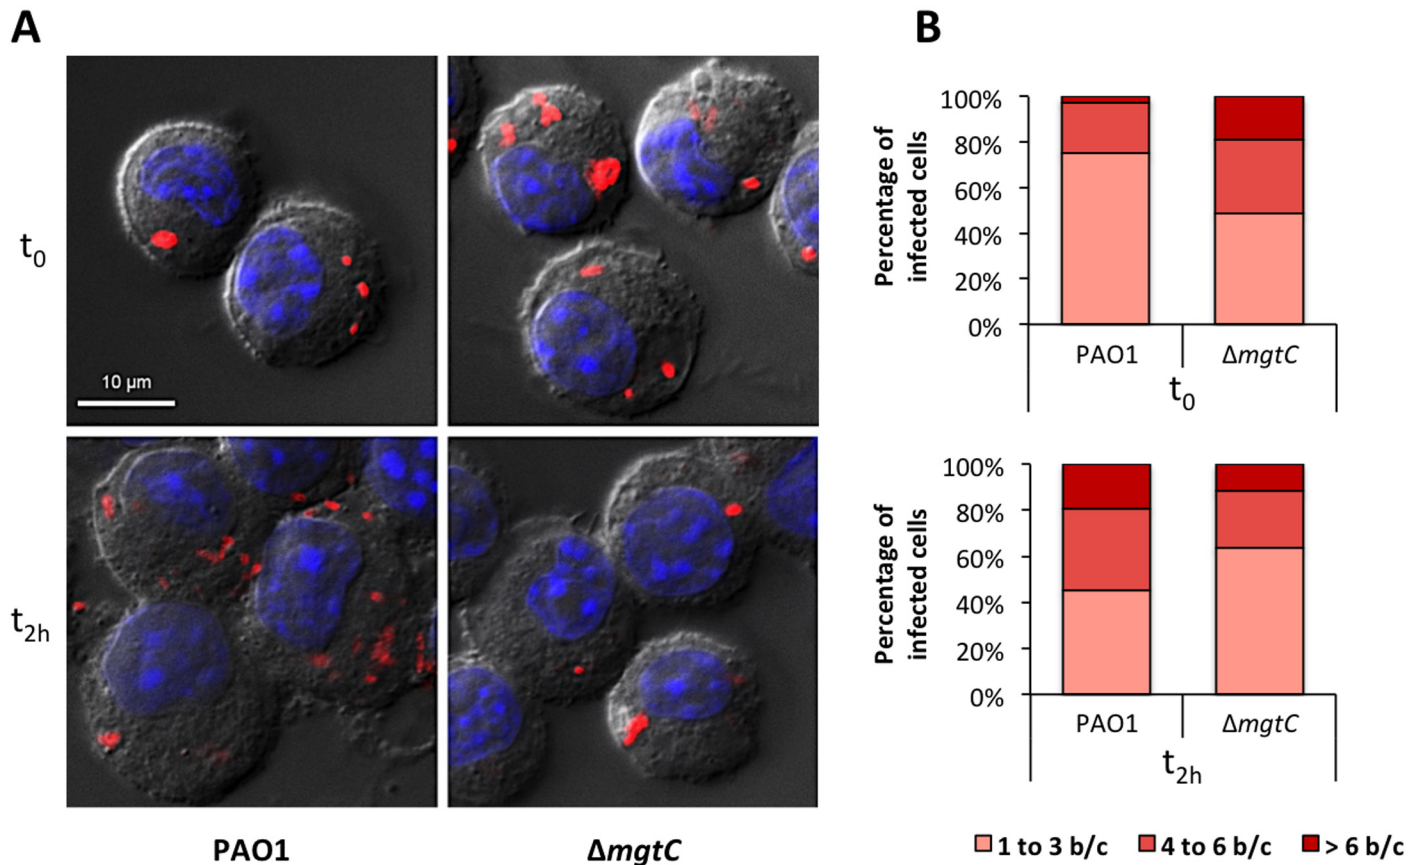 A
B
t0
10 µm
t2h
PAO1
ΔmgtC
Percentage of
infected cells
100%
80%
60%
40%
20%
0%
PAO1
ΔmgtC
t0
Percentage of
infected cells
100%
80%
60%
40%
20%
0%
PAO1
ΔmgtC
t2h
1 to 3 b/c
4 to 6 b/c
> 6 b/c